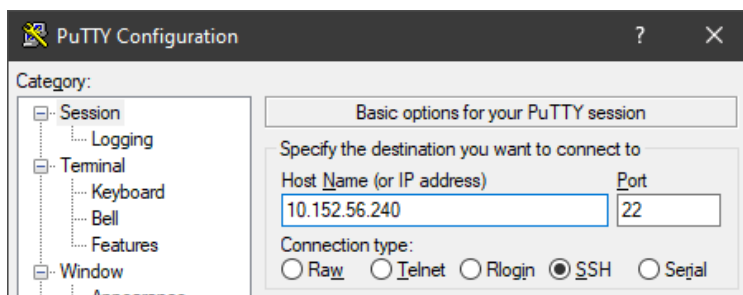 PuTTY Configuration ? ×
Category:
Session
Logging
Terminal
Keyboard
Bell
Features
Window
Appearance
Basic options for your PuTTY session
Specify the destination you want to connect to
Host Name (or IP address) Port
10.152.56.240 22
Connection type:
Raw Telnet Rlogin SSH Serial